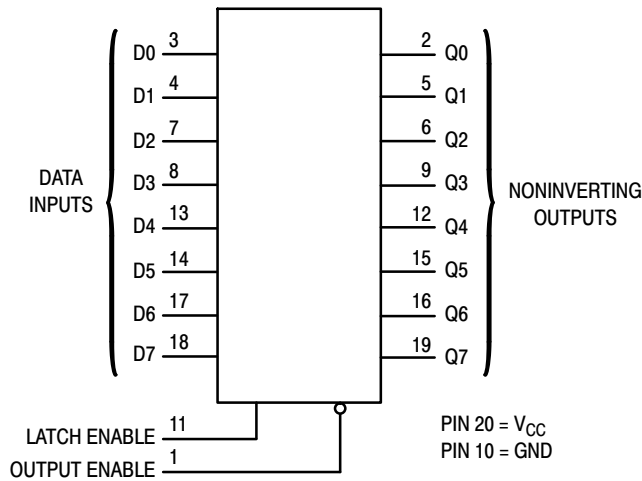 D0 3
D1 4
D2 7
D3 8
D4 13
D5 14
D6 17
D7 18
DATA
INPUTS
2 Q0
5 Q1
6 Q2
9 Q3
12 Q4
15 Q5
16 Q6
19 Q7
NONINVERTING
OUTPUTS
LATCH ENABLE 11
OUTPUT ENABLE 1
PIN 20 = VCC
PIN 10 = GND